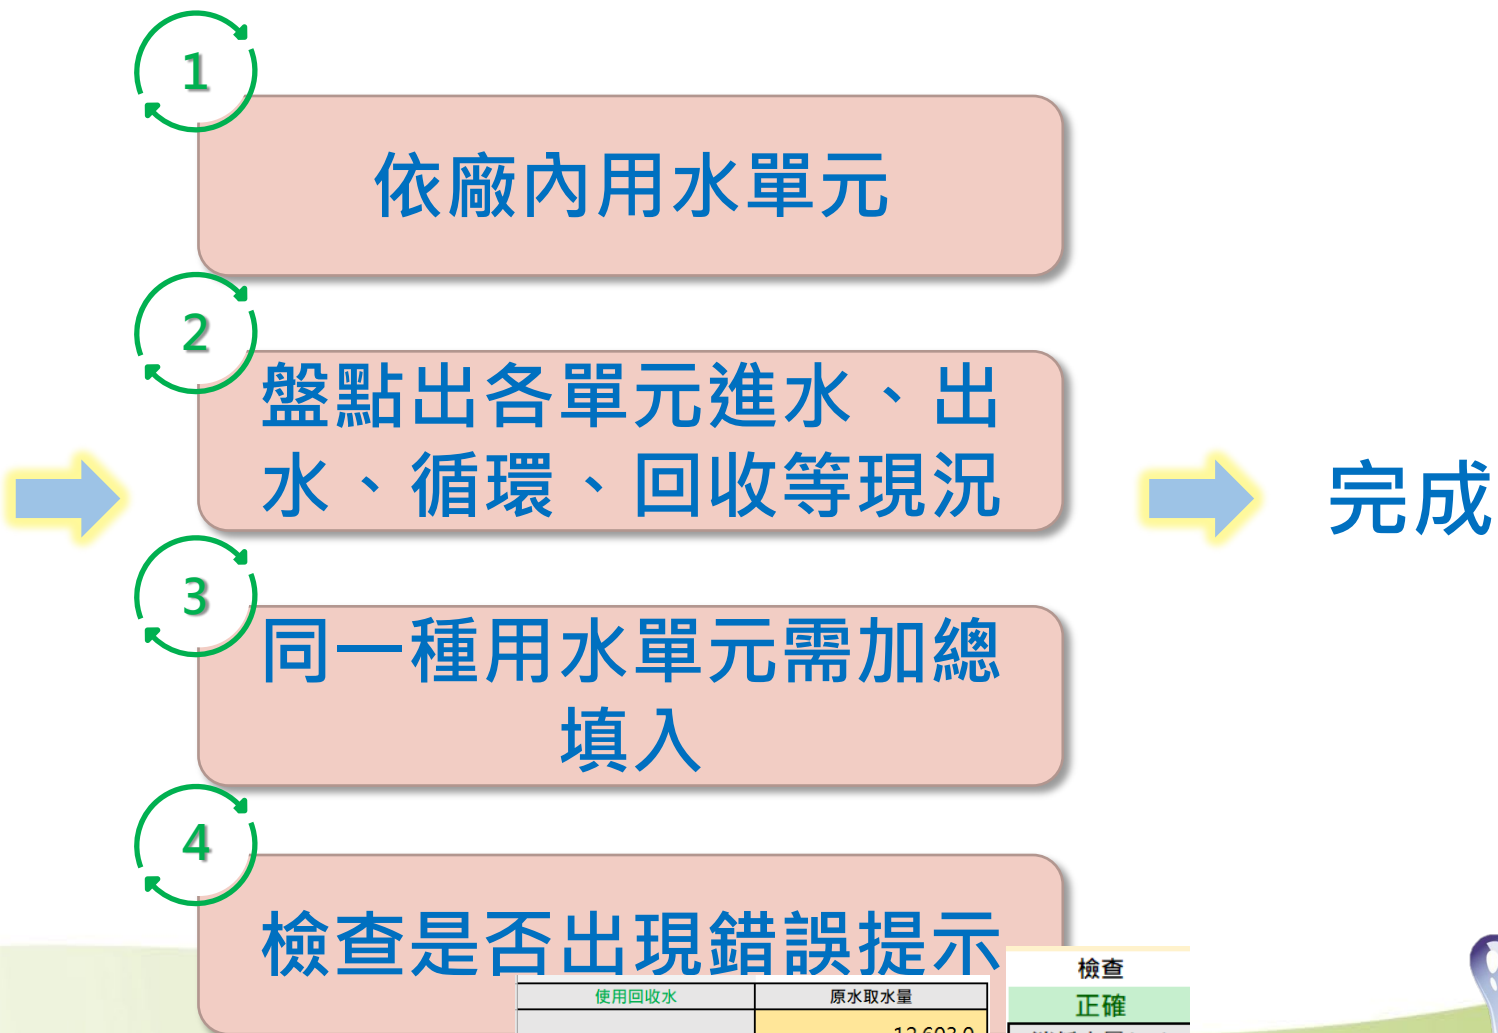 1
依廠內用水單元
2
盤點出各單元進水、出
水、循環、回收等現況
3
同一種用水單元需加總
填入
4
檢查是否出現錯誤提示
完成
使用回收水
原水取水量
檢查
正確